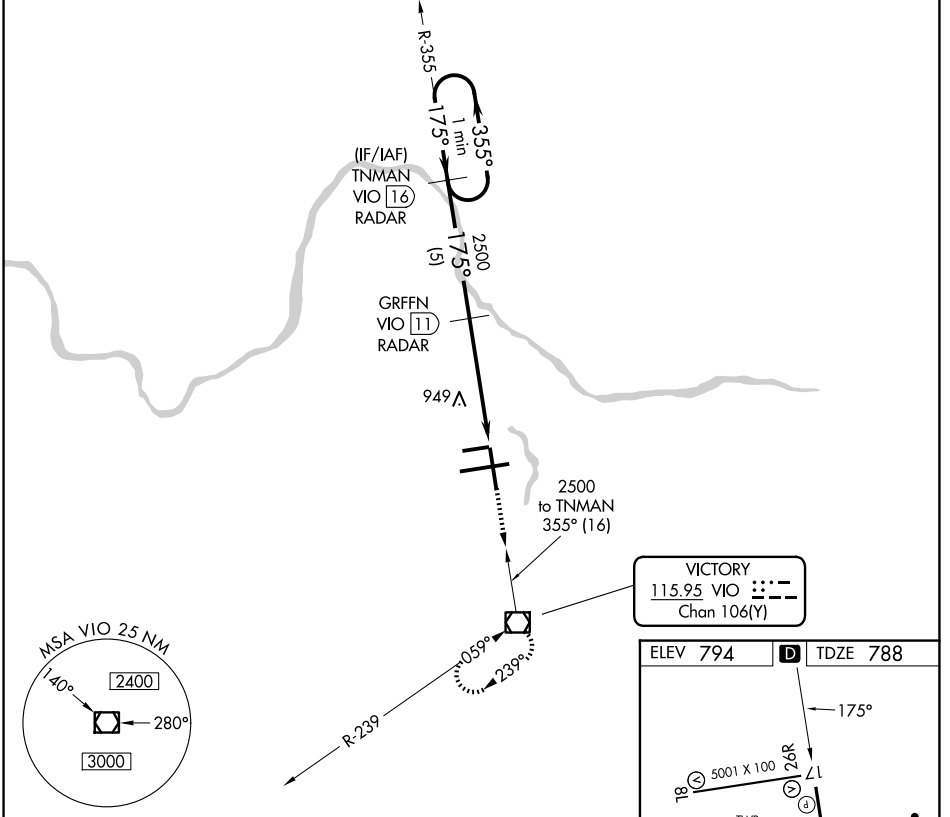 R-355
175°
1 min
355°
(IF/IAF)
TNMAN
VIO 16
RADAR
2500
175°
(5)
GRFFN
VIO 11
RADAR
949
2500
to TNMAN
355° (16)
VICTORY
115.95 VIO
Chan 106(Y)
059°
239°
R-239
MSA VIO 25 NM
140°
2400
280°
3000
ELEV 794 D TDZE 788
175°
8L
5001 X 100
26R
17
V
V
P